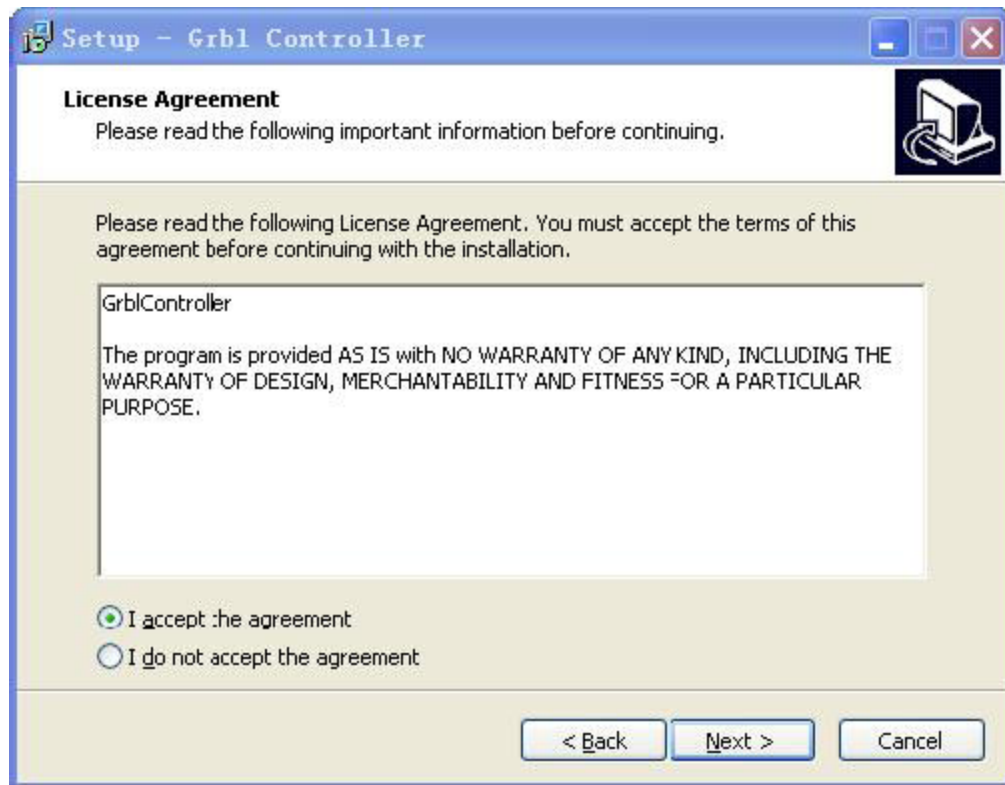 Setup - Grbl Controller
License Agreement
Please read the following important information before continuing.
Please read the following License Agreement. You must accept the terms of this
agreement before continuing with the installation.
GrblController
The program is provided AS IS with NO WARRANTY OF ANY KIND, INCLUDING THE
WARRANTY OF DESIGN, MERCHANTABILITY AND FITNESS FOR A PARTICULAR
PURPOSE.
I accept the agreement
I do not accept the agreement
< Back Next > Cancel